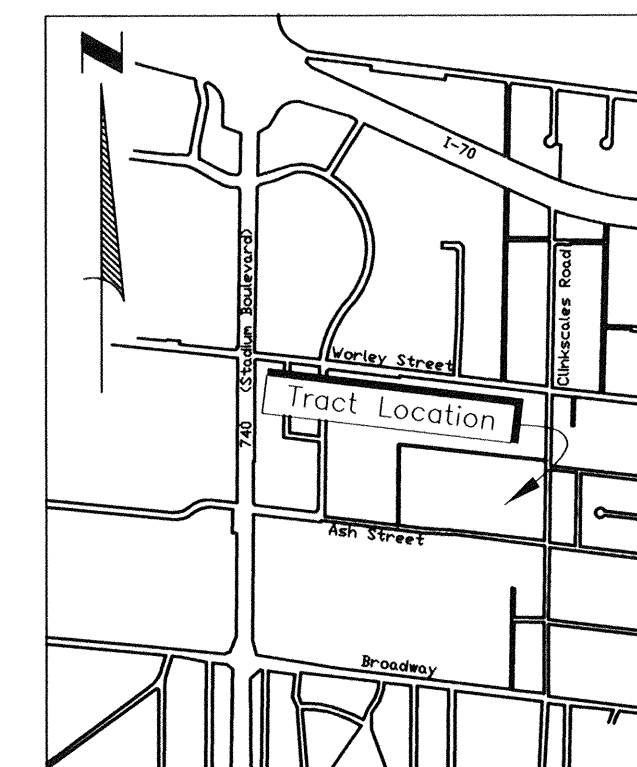 N
I-70
Clinkscales Road
740 (Stadium Boulevard)
Worley Street
Tract Location
Ash Street
Broadway